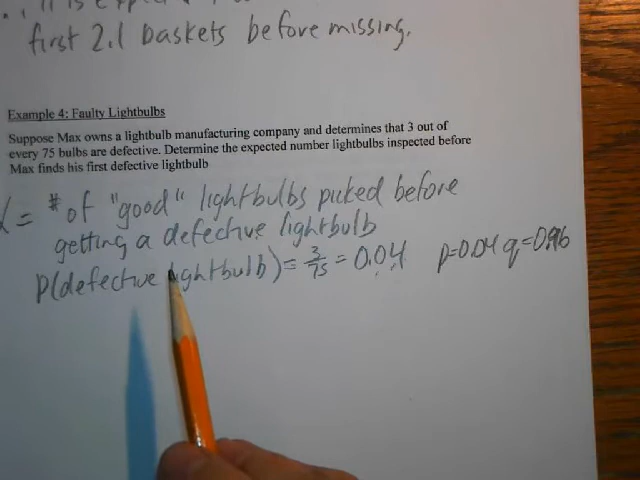 first 2.1 baskets before missing.
Example 4: Faulty Lightbulbs
Suppose Max owns a lightbulb manufacturing company and determines that 3 out of
every 75 bulbs are defective. Determine the expected number lightbulbs inspected before
Max finds his first defective lightbulb
X = # of "good" lightbulbs picked before
getting a defective lightbulb
P(defective lightbulb) = 3/75 = 0.04 p=0.04 q=0.96